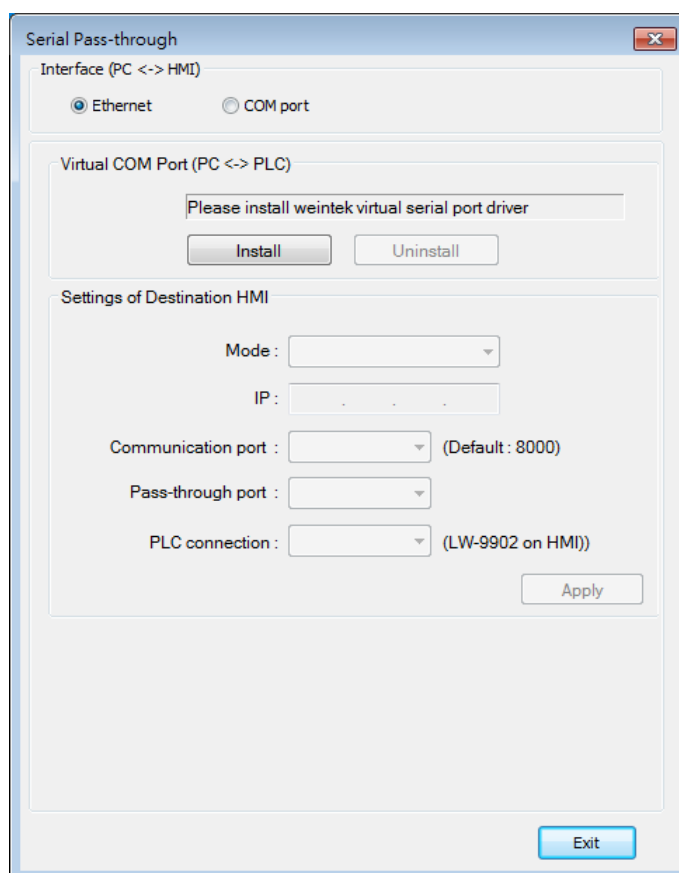 Serial Pass-through
Interface (PC <-> HMI)
Ethernet COM port
Virtual COM Port (PC <-> PLC)
Please install weintek virtual serial port driver
Install Uninstall
Settings of Destination HMI
Mode :
IP : . . .
Communication port : (Default : 8000)
Pass-through port :
PLC connection : (LW-9902 on HMI))
Apply
Exit